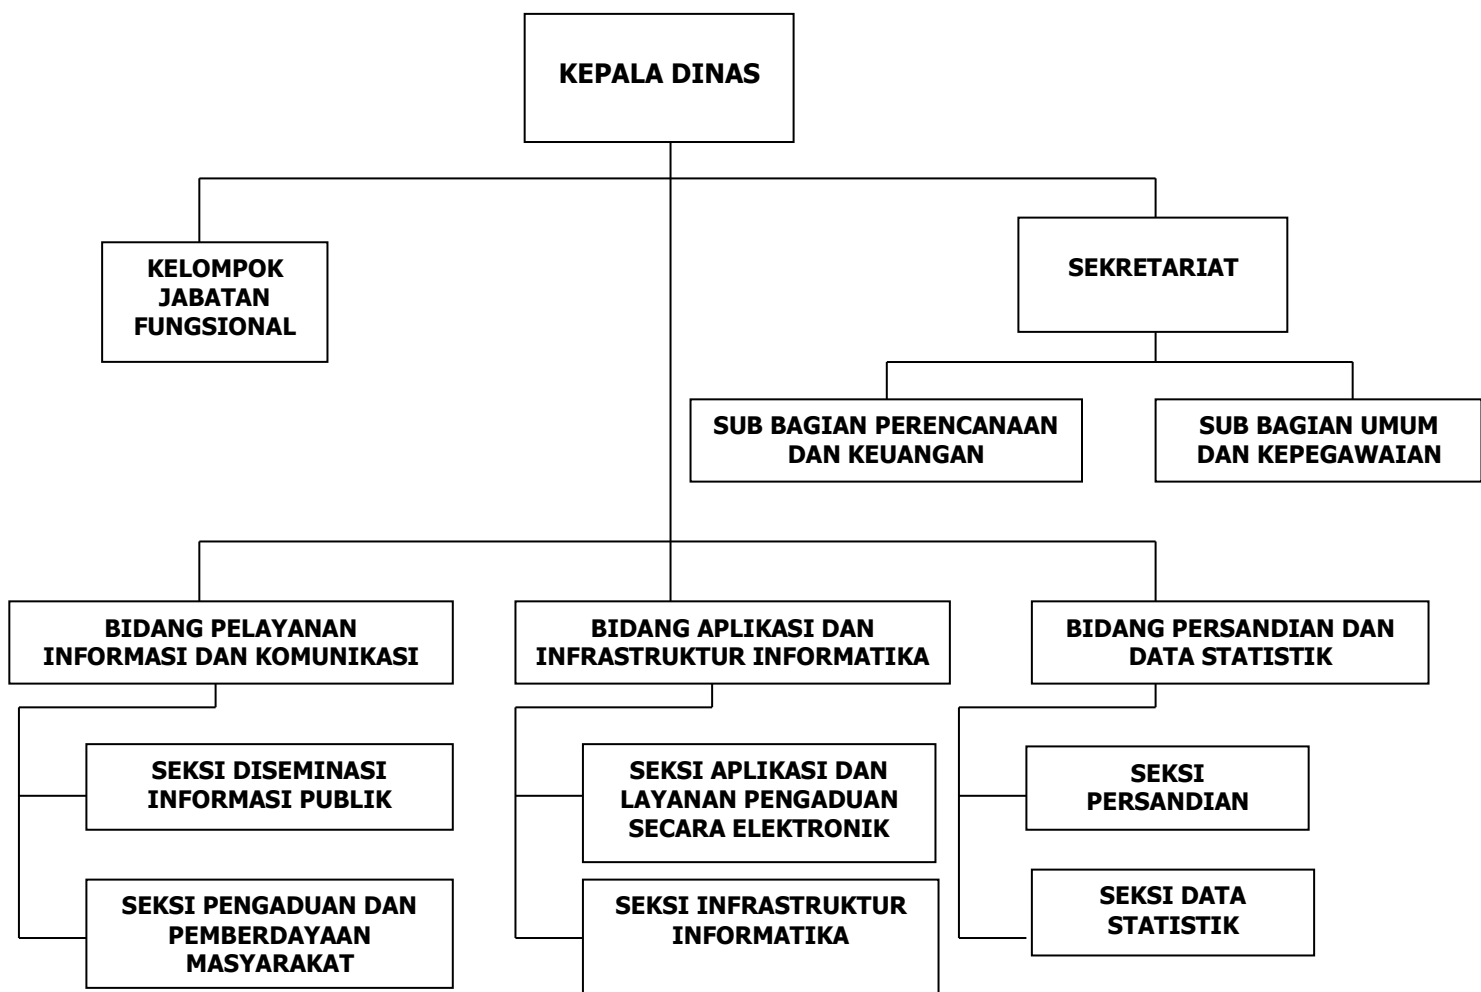 KEPALA DINAS
KELOMPOK
JABATAN
FUNGSIONAL
SEKRETARIAT
SUB BAGIAN PERENCANAAN
DAN KEUANGAN
SUB BAGIAN UMUM
DAN KEPEGAWAIAN
BIDANG PELAYANAN
INFORMASI DAN KOMUNIKASI
BIDANG APLIKASI DAN
INFRASTRUKTUR INFORMATIKA
BIDANG PERSANDIAN DAN
DATA STATISTIK
SEKSI DISEMINASI
INFORMASI PUBLIK
SEKSI APLIKASI DAN
LAYANAN PENGADUAN
SECARA ELEKTRONIK
SEKSI
PERSANDIAN
SEKSI PENGADUAN DAN
PEMBERDAYAAN
MASYARAKAT
SEKSI INFRASTRUKTUR
INFORMATIKA
SEKSI DATA
STATISTIK